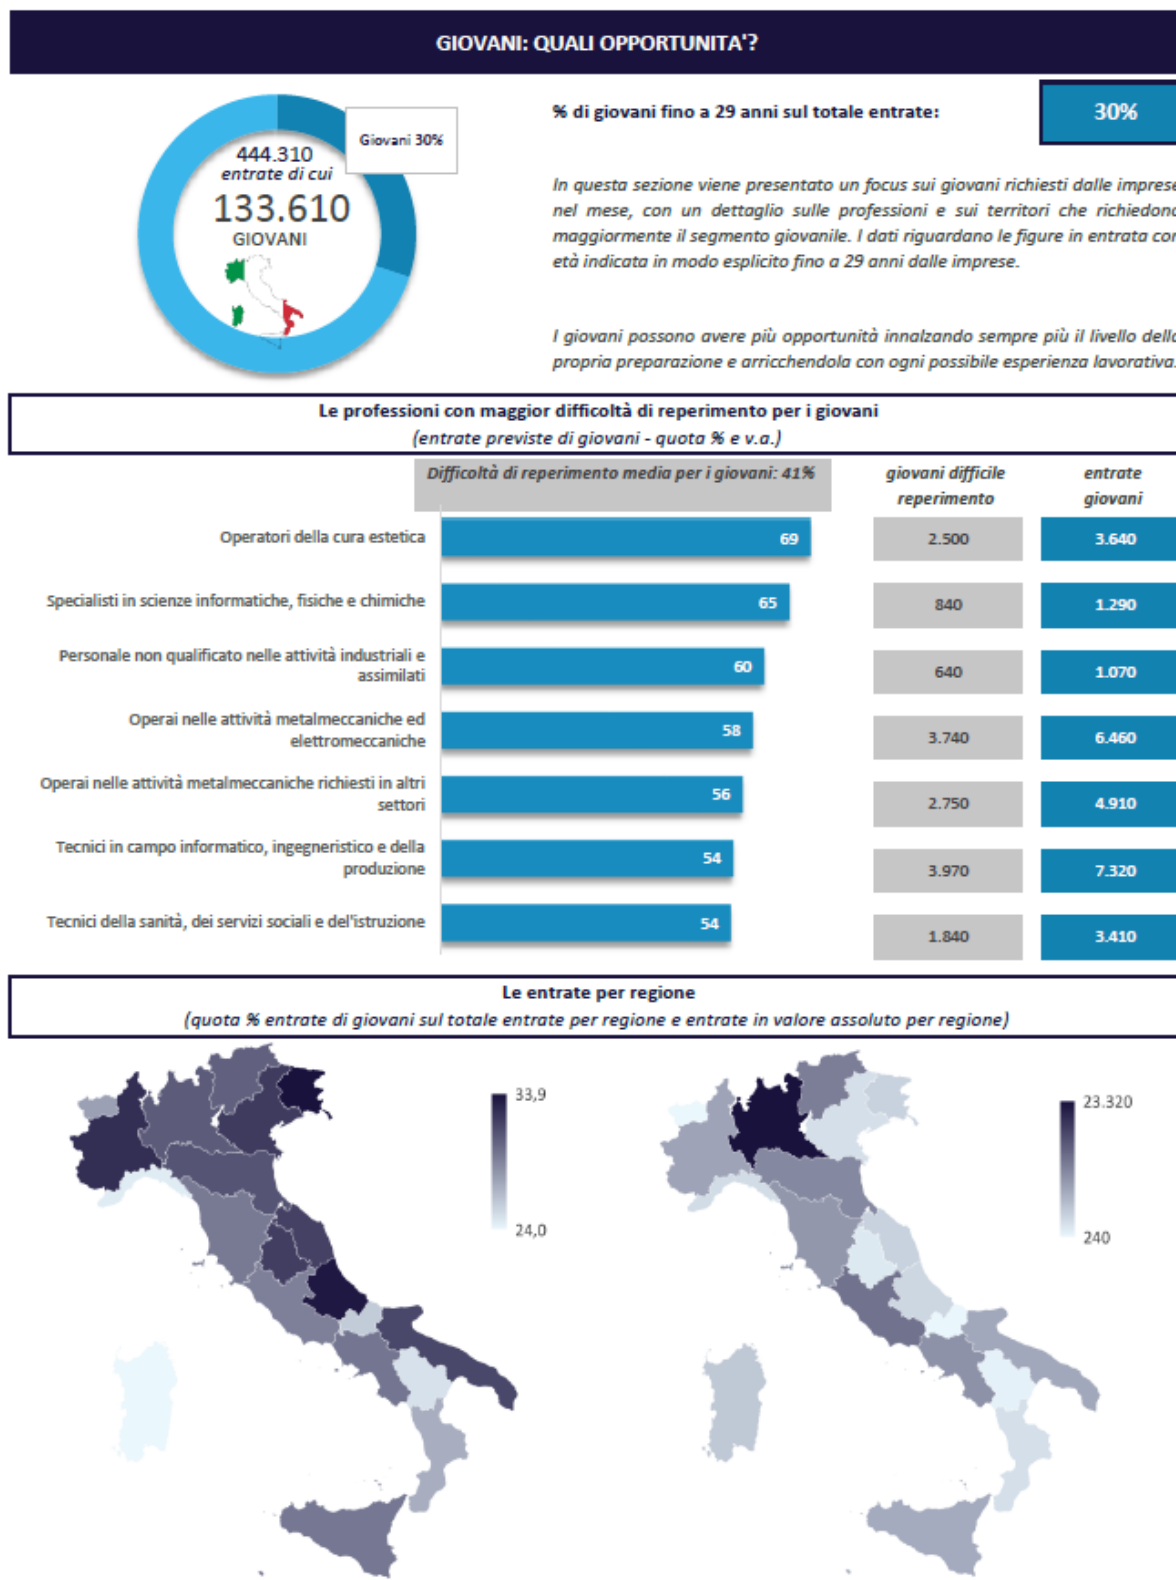 GIOVANI: QUALI OPPORTUNITA'?
444.310
entrate di cui
133.610
GIOVANI
Giovani 30%
% di giovani fino a 29 anni sul totale entrate:
30%
In questa sezione viene presentato un focus sui giovani richiesti dalle imprese
nel mese, con un dettaglio sulle professioni e sui territori che richiedono
maggiormente il segmento giovanile. I dati riguardano le figure in entrata con
età indicata in modo esplicito fino a 29 anni dalle imprese.
I giovani possono avere più opportunità innalzando sempre più il livello della
propria preparazione e arricchendola con ogni possibile esperienza lavorativa.
Le professioni con maggior difficoltà di reperimento per i giovani
(entrate previste di giovani - quota % e v.a.)
Difficoltà di reperimento media per i giovani: 41%
giovani difficile
reperimento
entrate
giovani
Operatori della cura estetica
69
2.500
3.640
Specialisti in scienze informatiche, fisiche e chimiche
65
840
1.290
Personale non qualificato nelle attività industriali e
assimilati
60
640
1.070
Operai nelle attività metalmeccaniche ed
elettromeccaniche
58
3.740
6.460
Operai nelle attività metalmeccaniche richiesti in altri
settori
56
2.750
4.910
Tecnici in campo informatico, ingegneristico e della
produzione
54
3.970
7.320
Tecnici della sanità, dei servizi sociali e del'istruzione
54
1.840
3.410
Le entrate per regione
(quota % entrate di giovani sul totale entrate per regione e entrate in valore assoluto per regione)
33,9
24,0
23.320
240